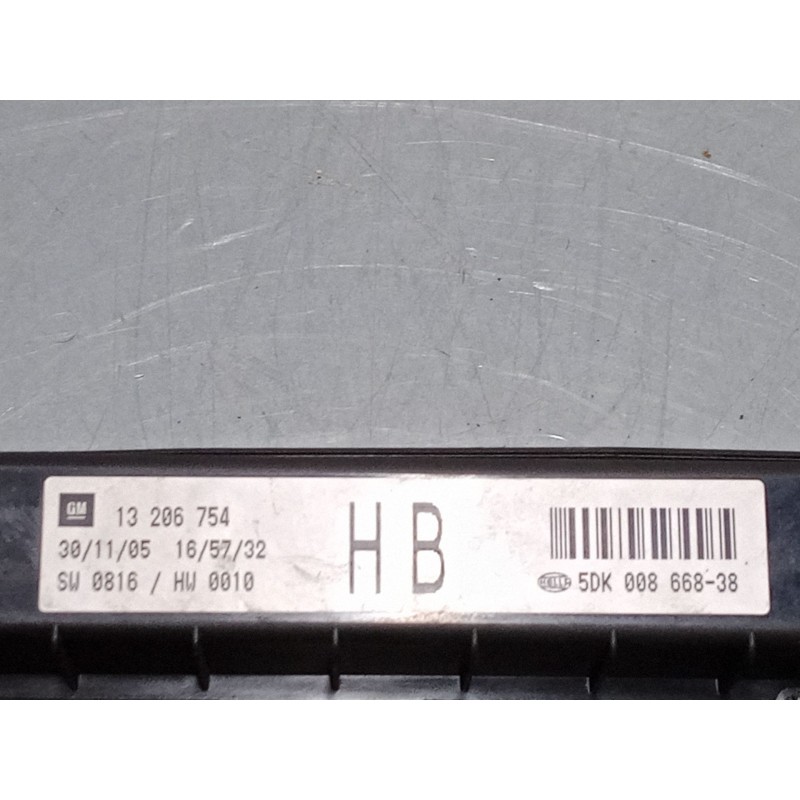 GM 13 206 754
30/11/05 16/57/32
SW 0816 / HW 0010
HB
HELLA 5DK 008 668-38